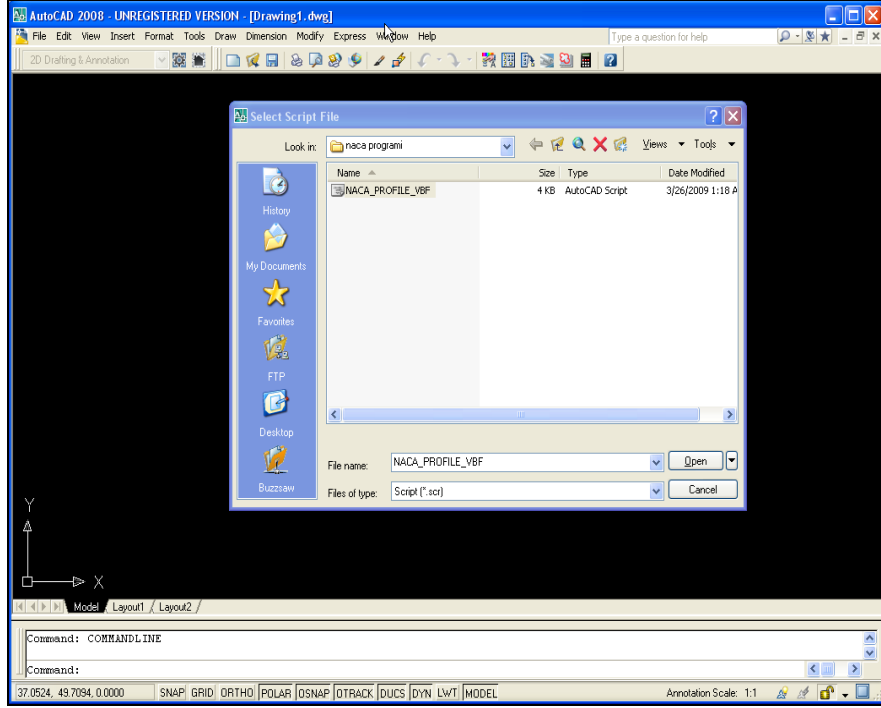 AutoCAD 2008 - UNREGISTERED VERSION - [Drawing1.dwg]
File Edit View Insert Format Tools Draw Dimension Modify Express Window Help Type a question for help
2D Drafting & Annotation
Select Script File
Look in: naca programi Views Tools
Name Size Type Date Modified
NACA_PROFILE_VBF 4 KB AutoCAD Script 3/26/2009 1:18 A
History
My Documents
Favorites
FTP
Desktop
Buzzsaw
File name: NACA_PROFILE_VBF Open
Files of type: Script (*.scr) Cancel
Y
X
Model Layout1 Layout2
Command: COMMANDLINE
Command:
37.0524, 49.7094, 0.0000 SNAP GRID ORTHO POLAR OSNAP OTRACK DUCS DYN LWT MODEL Annotation Scale: 1:1